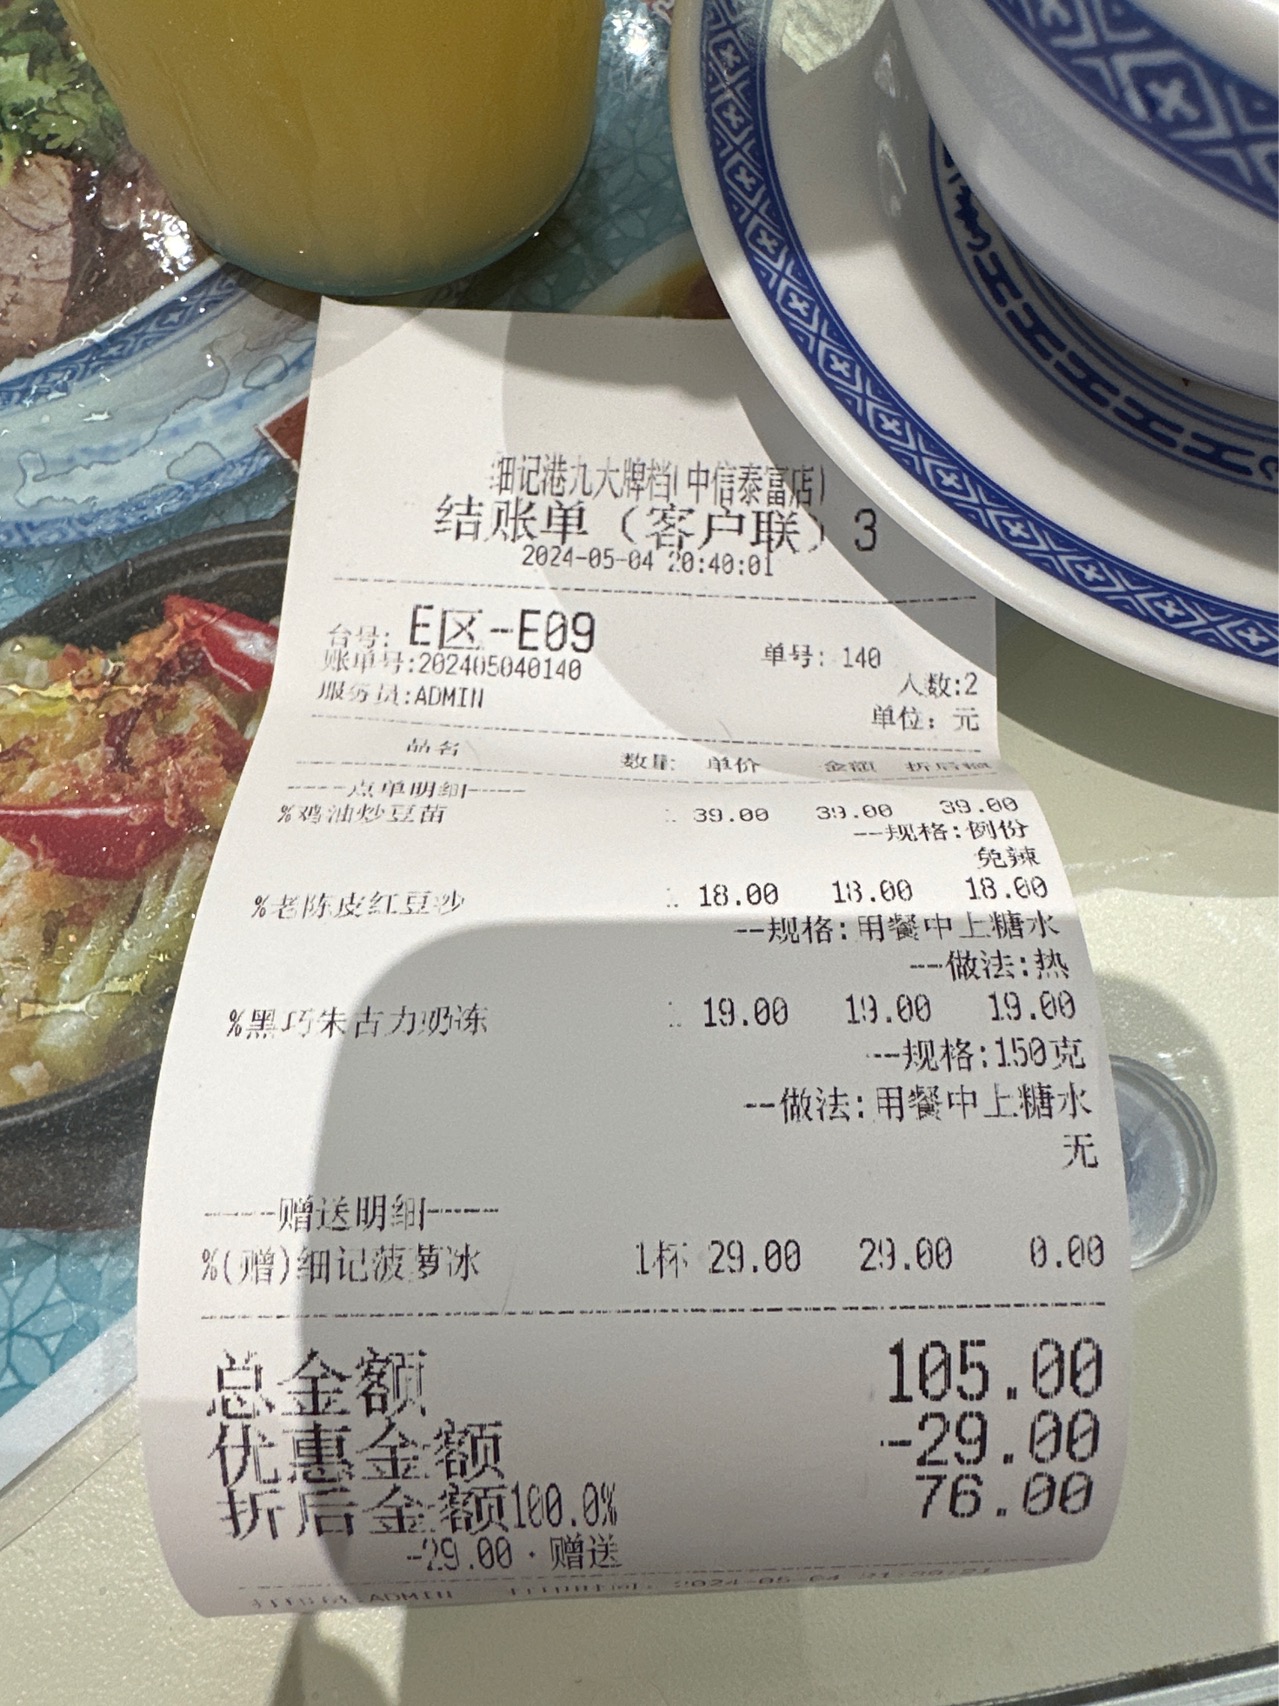 细记港九大牌档(中信泰富店)
结账单（客户联）3
2024-05-04 20:40:01
台号: E区-E09
账单号:202405040140 单号: 140
服务员:ADMIN 人数:2
单位: 元
品名 数量 单价 金额 折后额
----点单明细----
%鸡油炒豆苗 39.00 39.00 39.00
--规格:例份
免辣
%老陈皮红豆沙 18.00 18.00 18.00
--规格:用餐中上糖水
--做法:热
%黑巧朱古力奶冻 19.00 19.00 19.00
--规格:150克
--做法:用餐中上糖水
无
----赠送明细----
%(赠)细记菠萝冰 1杯 29.00 29.00 0.00
总金额 105.00
优惠金额 -29.00
折后金额100.0% 76.00
-29.00·赠送
ADMIN 2024-05-04